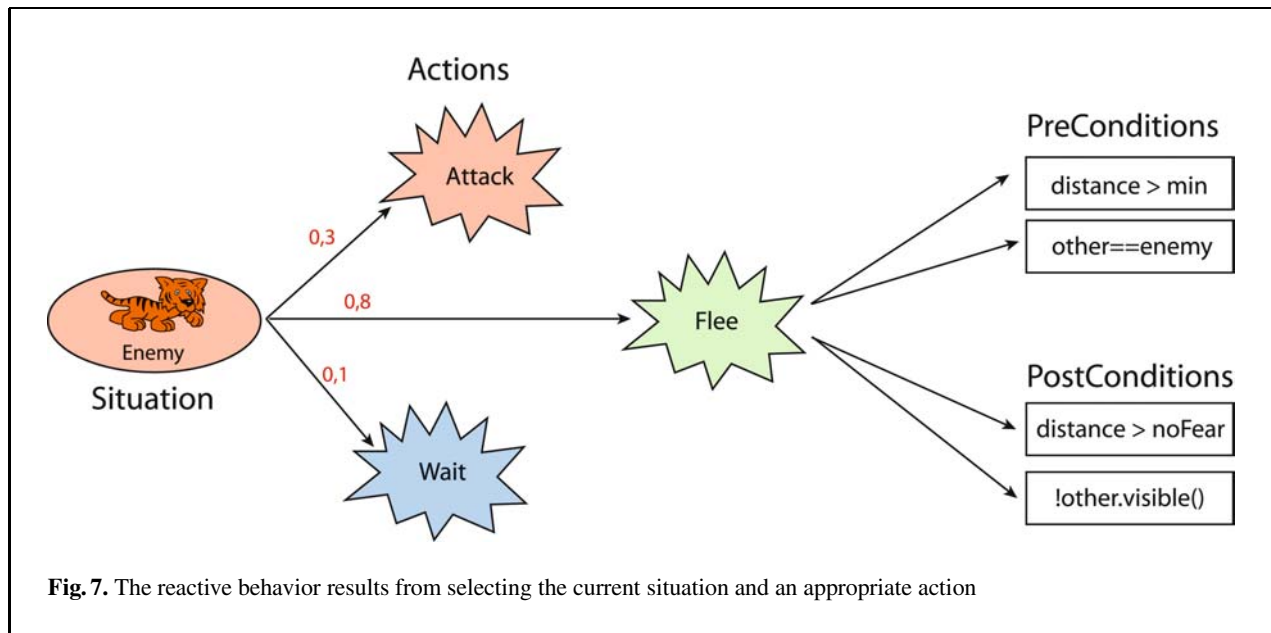 Actions
Attack
0,3
0,8
0,1
Enemy
Situation
Wait
Flee
PreConditions
distance > min
other==enemy
PostConditions
distance > noFear
!other.visible()
Fig. 7. The reactive behavior results from selecting the current situation and an appropriate action